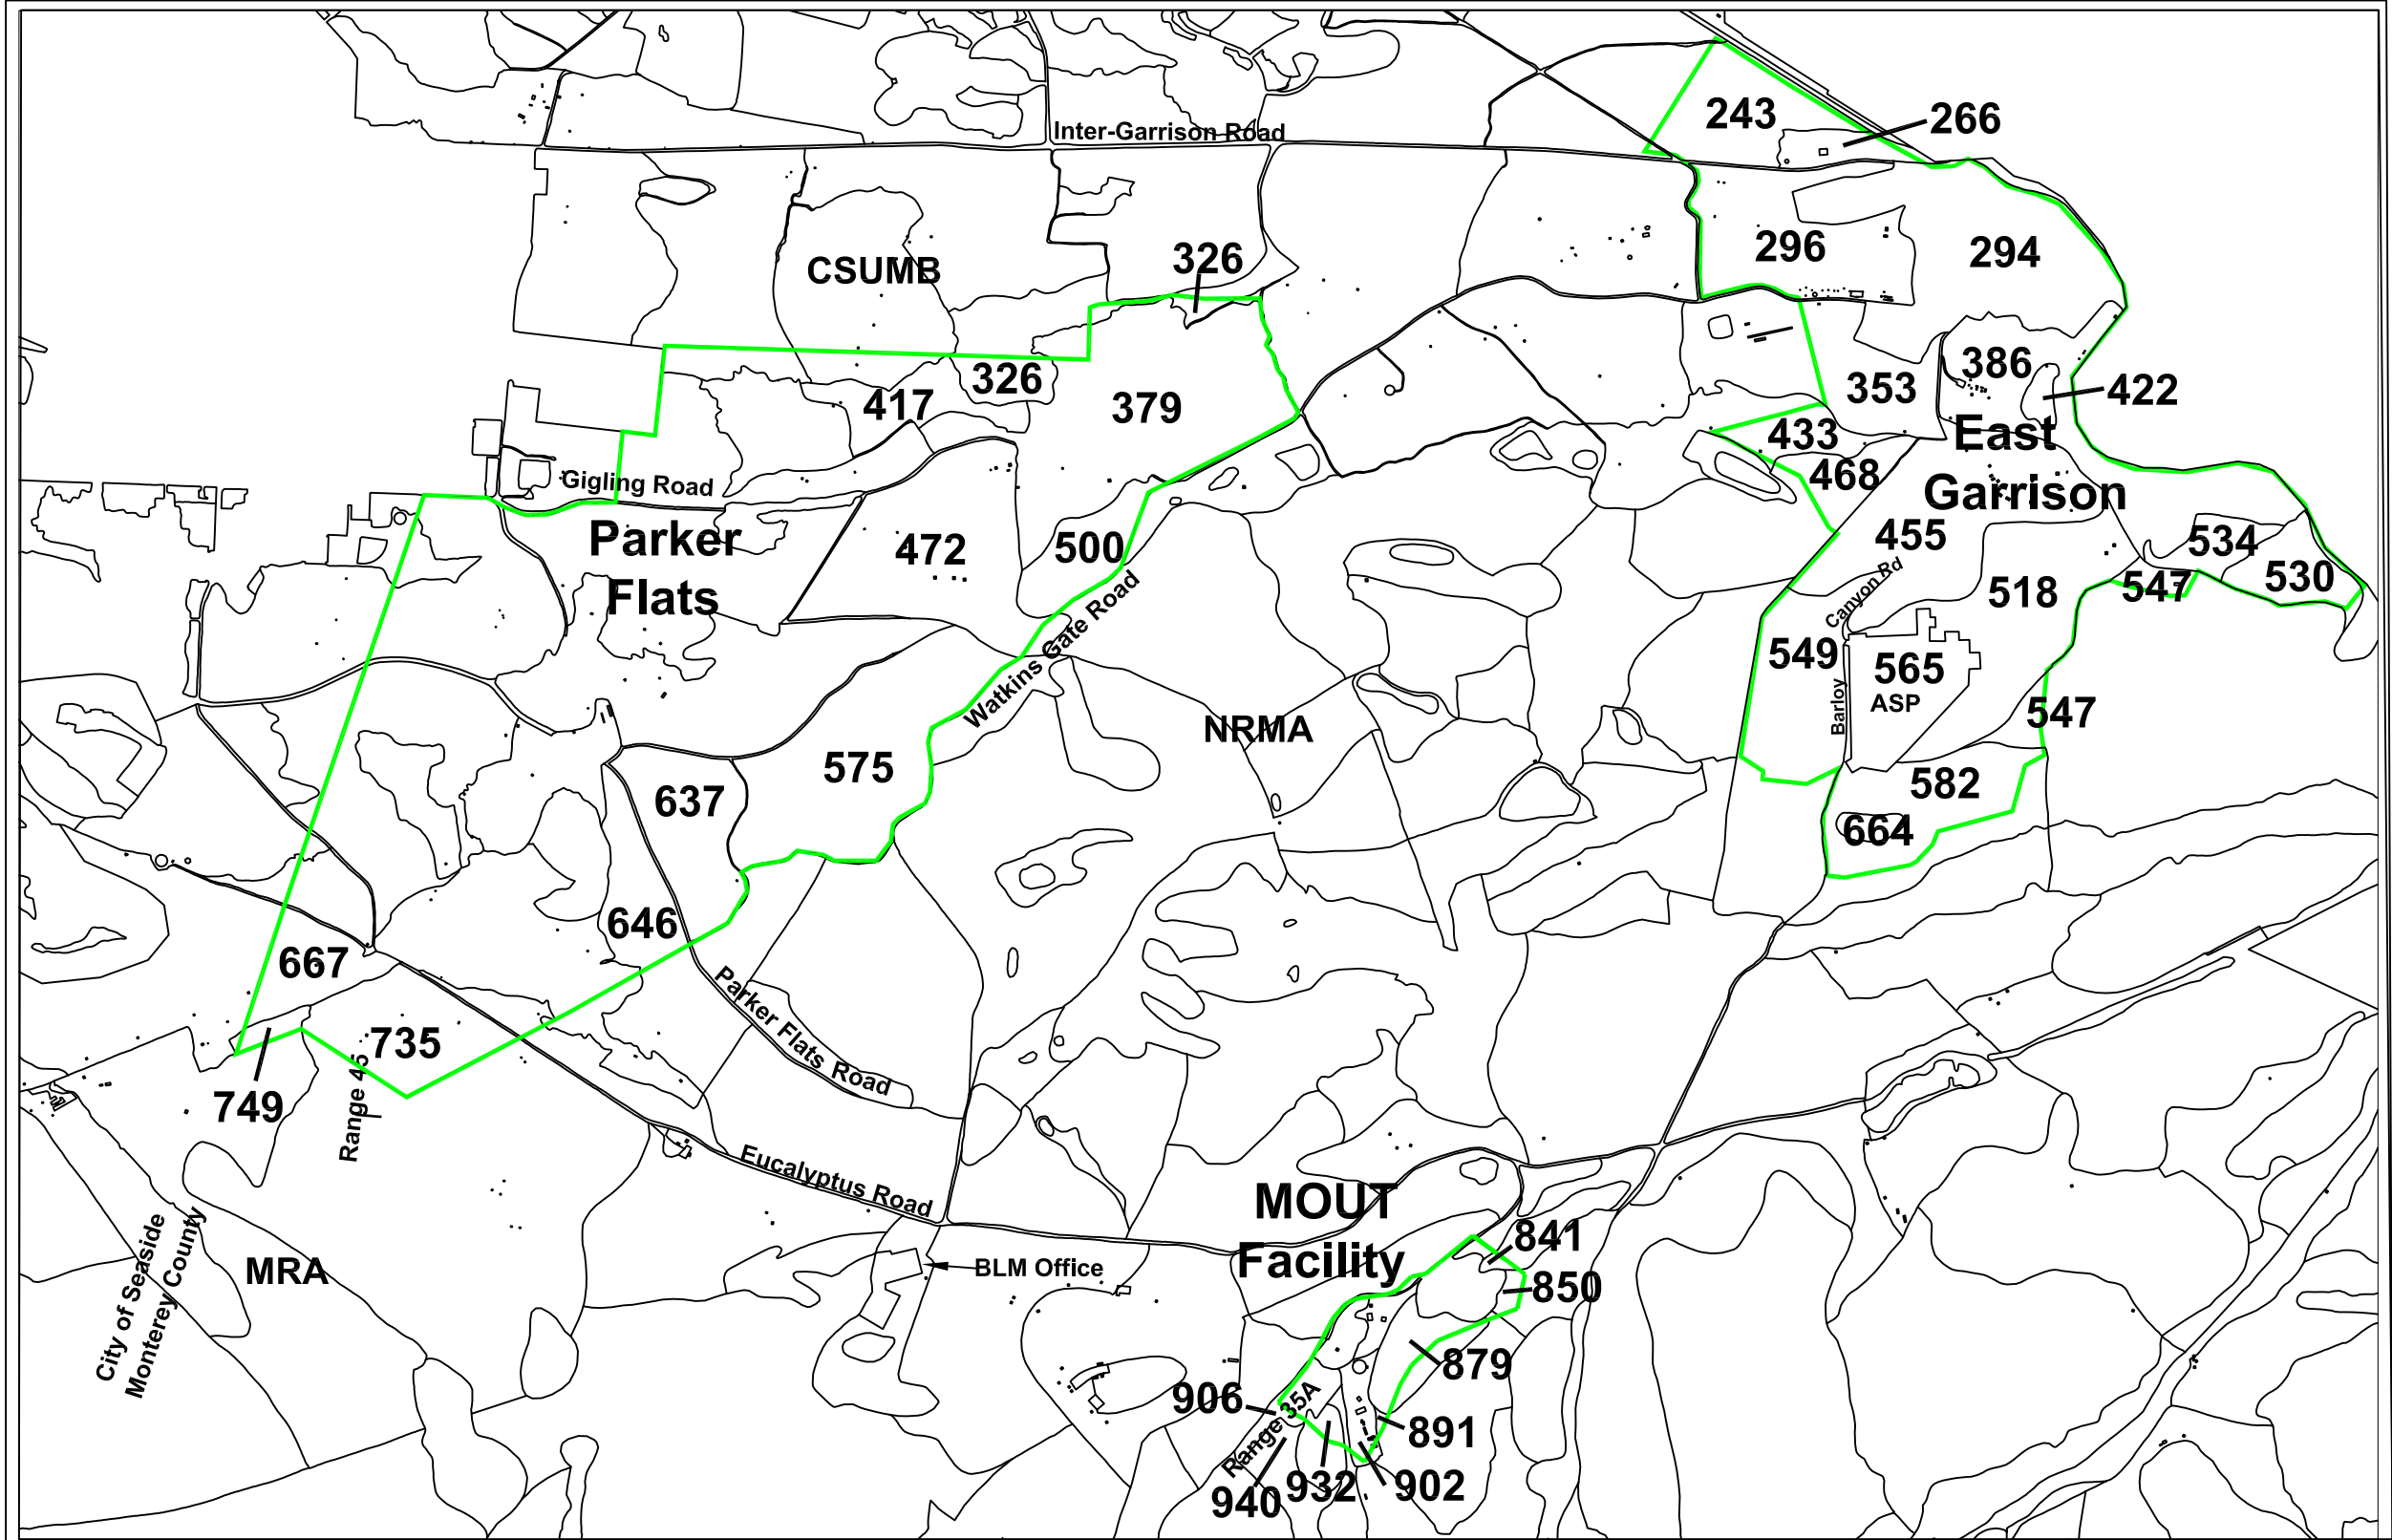 243
266
Inter-Garrison Road
296
294
326
CSUMB
326
417
379
353
386
422
433
468
East
Garrison
Gigling Road
Parker
Flats
472
500
455
534
530
547
518
Canyon Rd
Watkins Gate Road
549
565
ASP
Barloy
547
NRMA
575
637
582
664
646
667
Parker Flats Road
735
749
Range 45
Eucalyptus Road
MOUT
Facility
841
850
BLM Office
MRA
City of Seaside
Monterey County
879
906
Range 35A
891
902
932
940